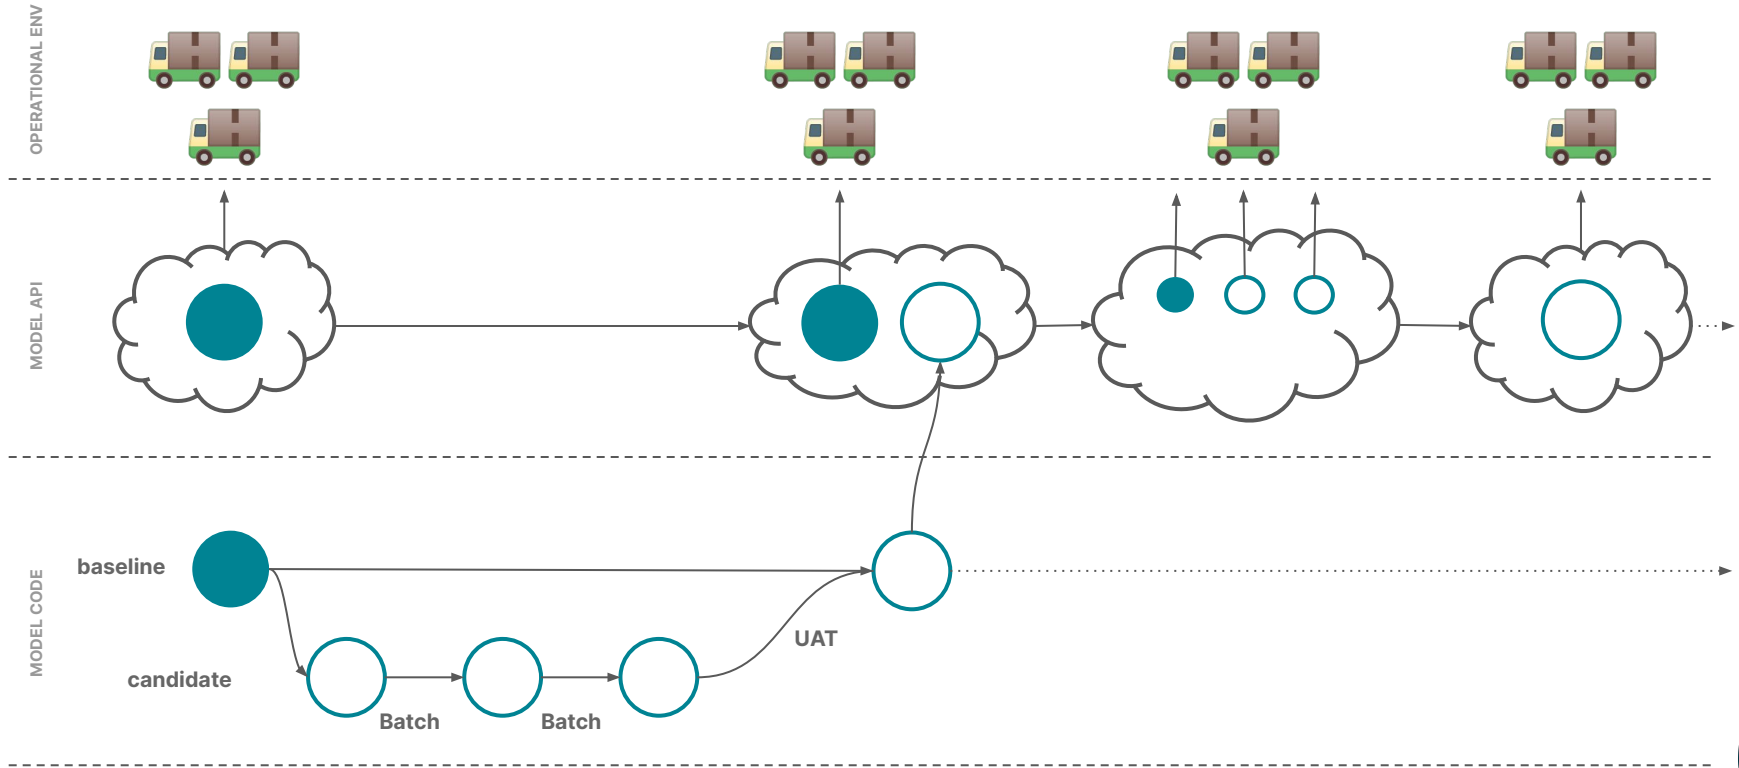 OPERATIONAL ENV
MODEL API
MODEL CODE
baseline
candidate
Batch
Batch
UAT